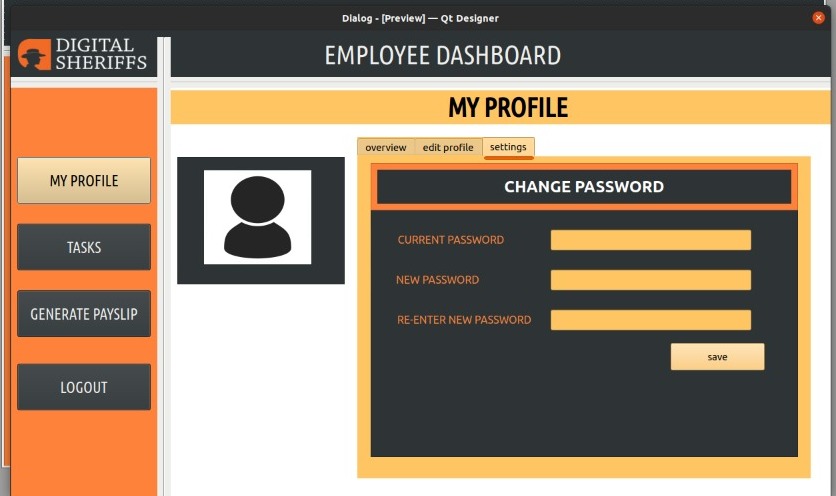 Dialog - [Preview] — Qt Designer
DIGITAL
SHERIFFS
EMPLOYEE DASHBOARD
MY PROFILE
overview
edit profile
settings
MY PROFILE
TASKS
GENERATE PAYSLIP
LOGOUT
CHANGE PASSWORD
CURRENT PASSWORD
NEW PASSWORD
RE-ENTER NEW PASSWORD
save